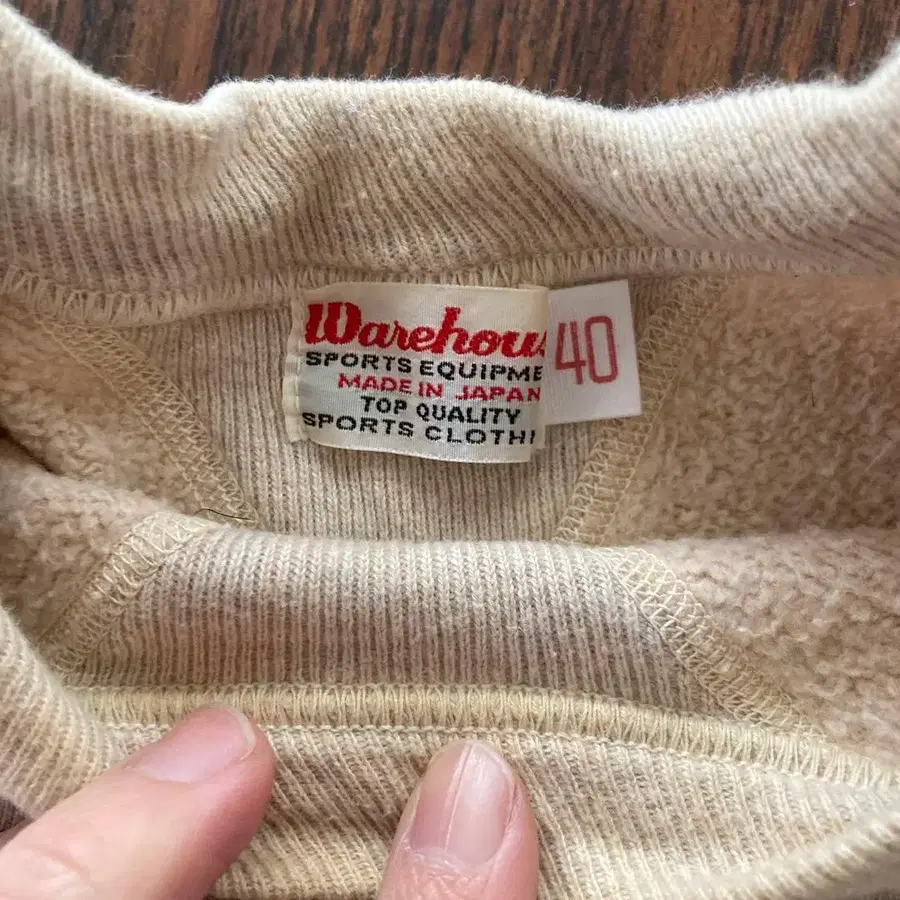 Warehous
40
SPORTS EQUIPME
MADE IN JAPAN
TOP QUALITY
SPORTS CLOTHI